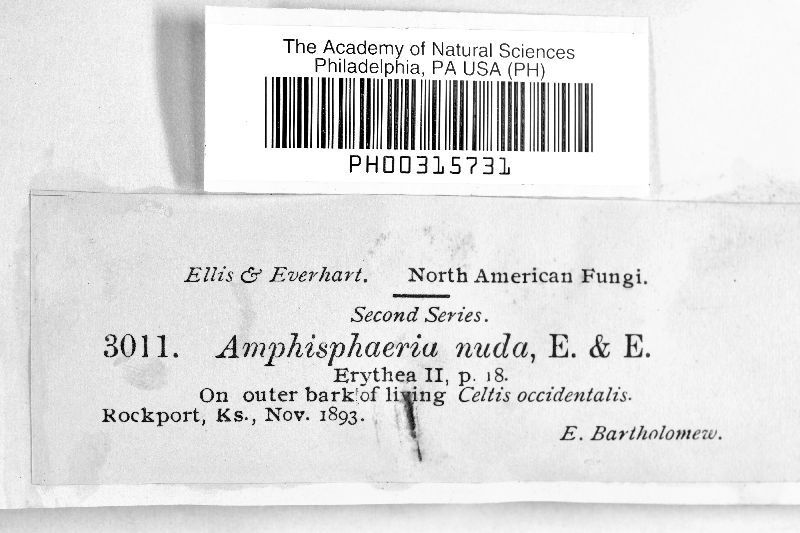 The Academy of Natural Sciences
Philadelphia, PA USA (PH)
PH00315731
Ellis & Everhart. North American Fungi.
Second Series.
3011. Amphisphaeria nuda, E. & E.
Erythea II, p. 18.
On outer bark of living Celtis occidentalis.
Rockport, Ks., Nov. 1893.
E. Bartholomew.